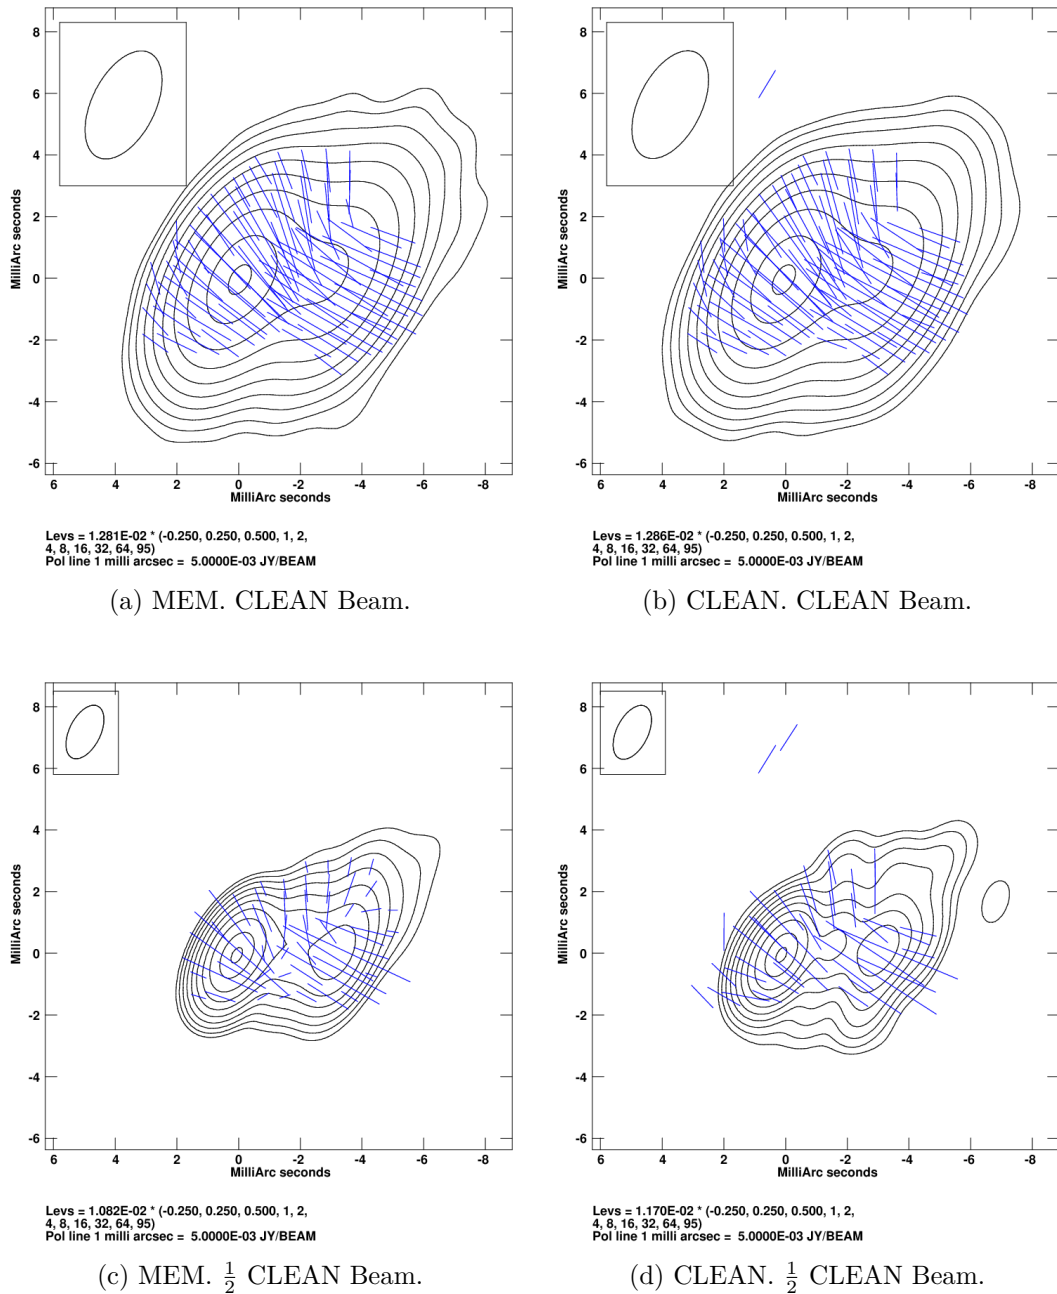 8
6
4
2
0
-2
-4
-6
MilliArc seconds
6 4 2 0 -2 -4 -6 -8
MilliArc seconds
Levs = 1.281E-02 * (-0.250, 0.250, 0.500, 1, 2,
4, 8, 16, 32, 64, 95)
Pol line 1 milli arcsec = 5.0000E-03 JY/BEAM
(a) MEM. CLEAN Beam.
8
6
4
2
0
-2
-4
-6
MilliArc seconds
6 4 2 0 -2 -4 -6 -8
MilliArc seconds
Levs = 1.286E-02 * (-0.250, 0.250, 0.500, 1, 2,
4, 8, 16, 32, 64, 95)
Pol line 1 milli arcsec = 5.0000E-03 JY/BEAM
(b) CLEAN. CLEAN Beam.
8
6
4
2
0
-2
-4
-6
MilliArc seconds
6 4 2 0 -2 -4 -6 -8
MilliArc seconds
Levs = 1.082E-02 * (-0.250, 0.250, 0.500, 1, 2,
4, 8, 16, 32, 64, 95)
Pol line 1 milli arcsec = 5.0000E-03 JY/BEAM
(c) MEM. 1/2 CLEAN Beam.
8
6
4
2
0
-2
-4
-6
MilliArc seconds
6 4 2 0 -2 -4 -6 -8
MilliArc seconds
Levs = 1.170E-02 * (-0.250, 0.250, 0.500, 1, 2,
4, 8, 16, 32, 64, 95)
Pol line 1 milli arcsec = 5.0000E-03 JY/BEAM
(d) CLEAN. 1/2 CLEAN Beam.